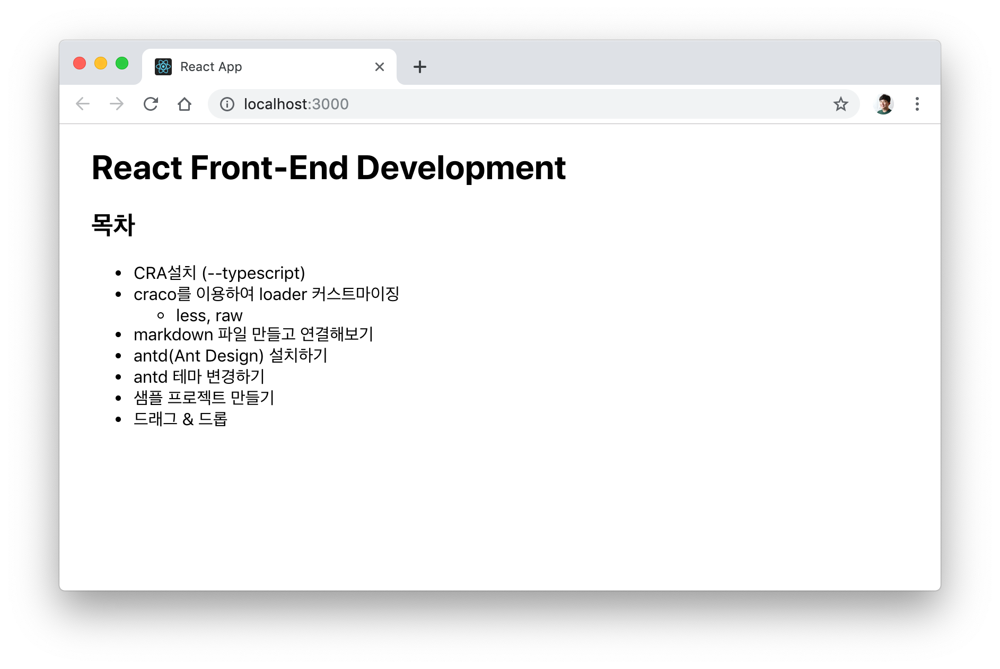 React App
localhost:3000
React Front-End Development
목차
CRA설치 (--typescript)
craco를 이용하여 loader 커스트마이징
less, raw
markdown 파일 만들고 연결해보기
antd(Ant Design) 설치하기
antd 테마 변경하기
샘플 프로젝트 만들기
드래그 & 드롭